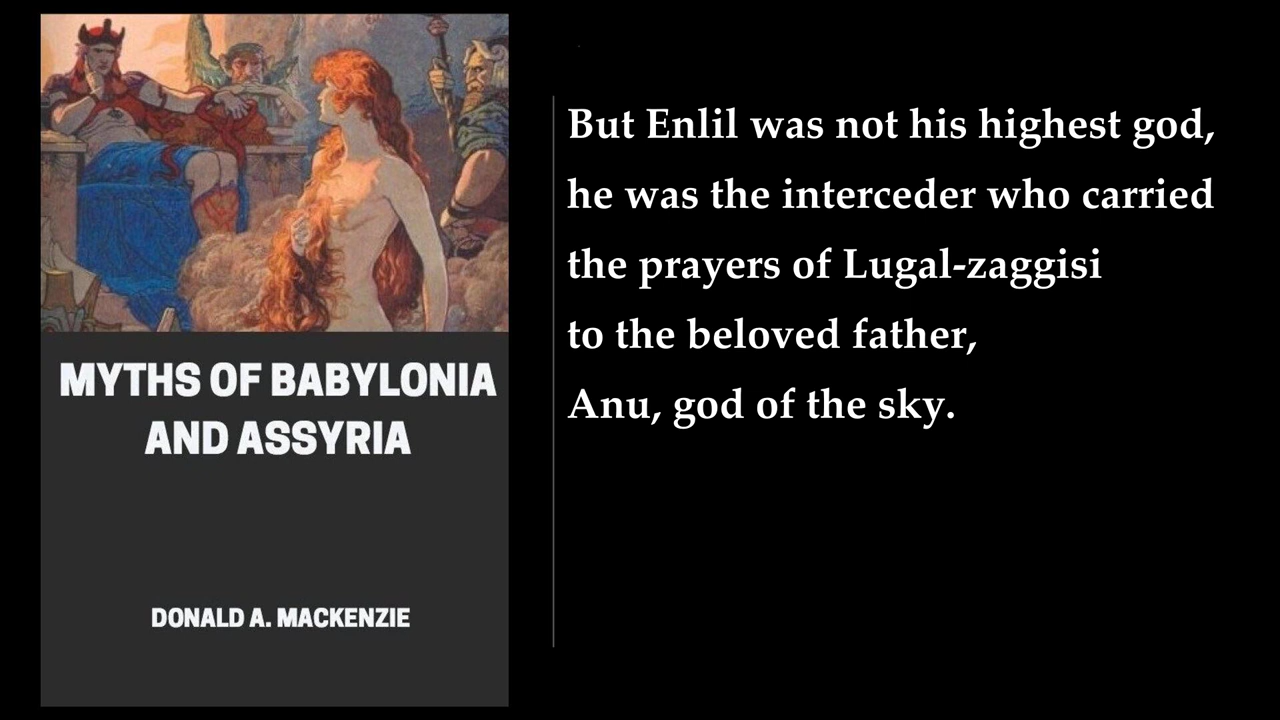 MYTHS OF BABYLONIA
AND ASSYRIA
DONALD A. MACKENZIE
But Enlil was not his highest god,
he was the interceder who carried
the prayers of Lugal-zaggisi
to the beloved father,
Anu, god of the sky.